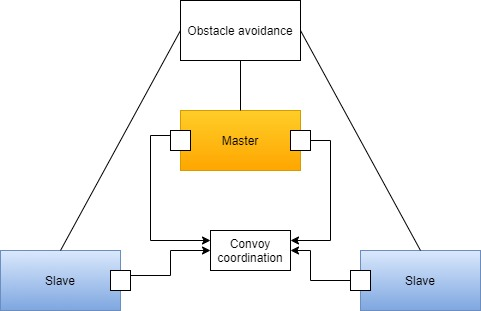 Obstacle avoidance
Master
Convoy
coordination
Slave
Slave